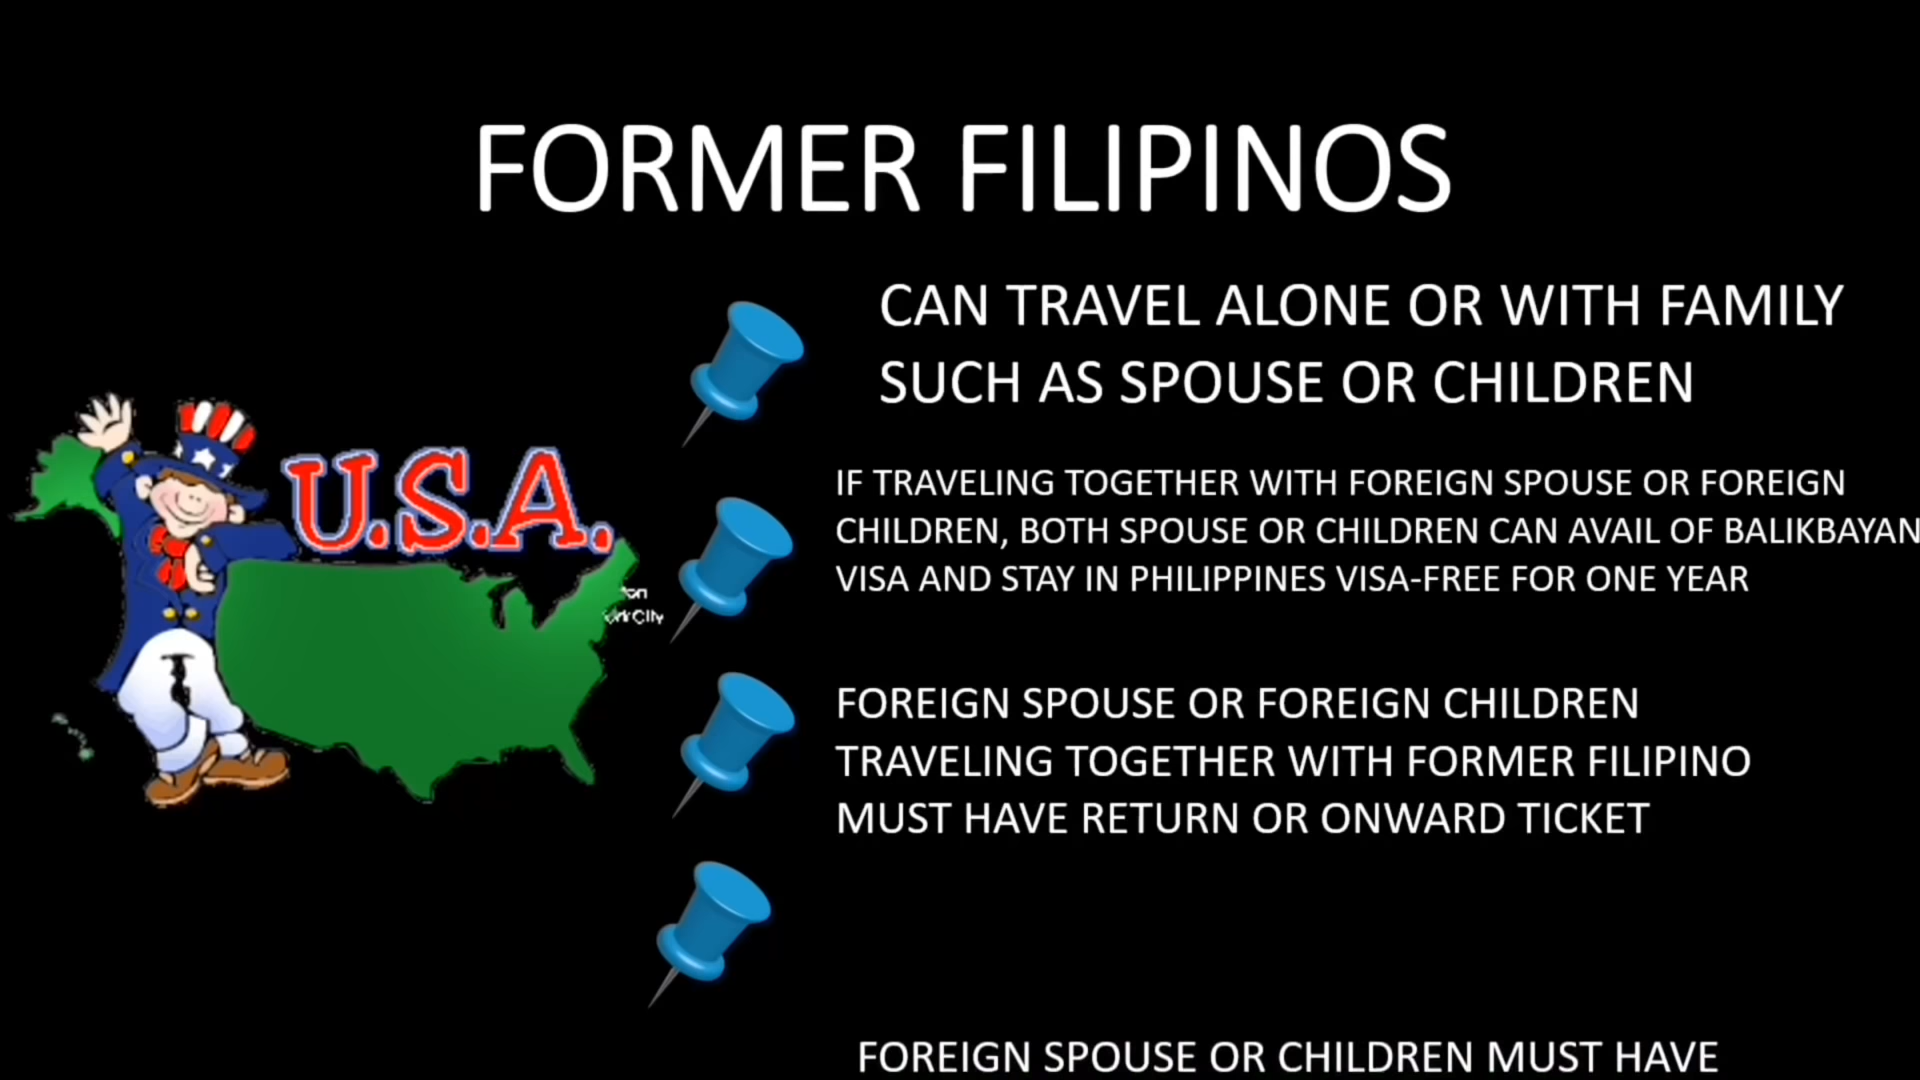 FORMER FILIPINOS
CAN TRAVEL ALONE OR WITH FAMILY
SUCH AS SPOUSE OR CHILDREN
U.S.A.
IF TRAVELING TOGETHER WITH FOREIGN SPOUSE OR FOREIGN
CHILDREN, BOTH SPOUSE OR CHILDREN CAN AVAIL OF BALIKBAYAN
VISA AND STAY IN PHILIPPINES VISA-FREE FOR ONE YEAR
FOREIGN SPOUSE OR FOREIGN CHILDREN
TRAVELING TOGETHER WITH FORMER FILIPINO
MUST HAVE RETURN OR ONWARD TICKET
FOREIGN SPOUSE OR CHILDREN MUST HAVE